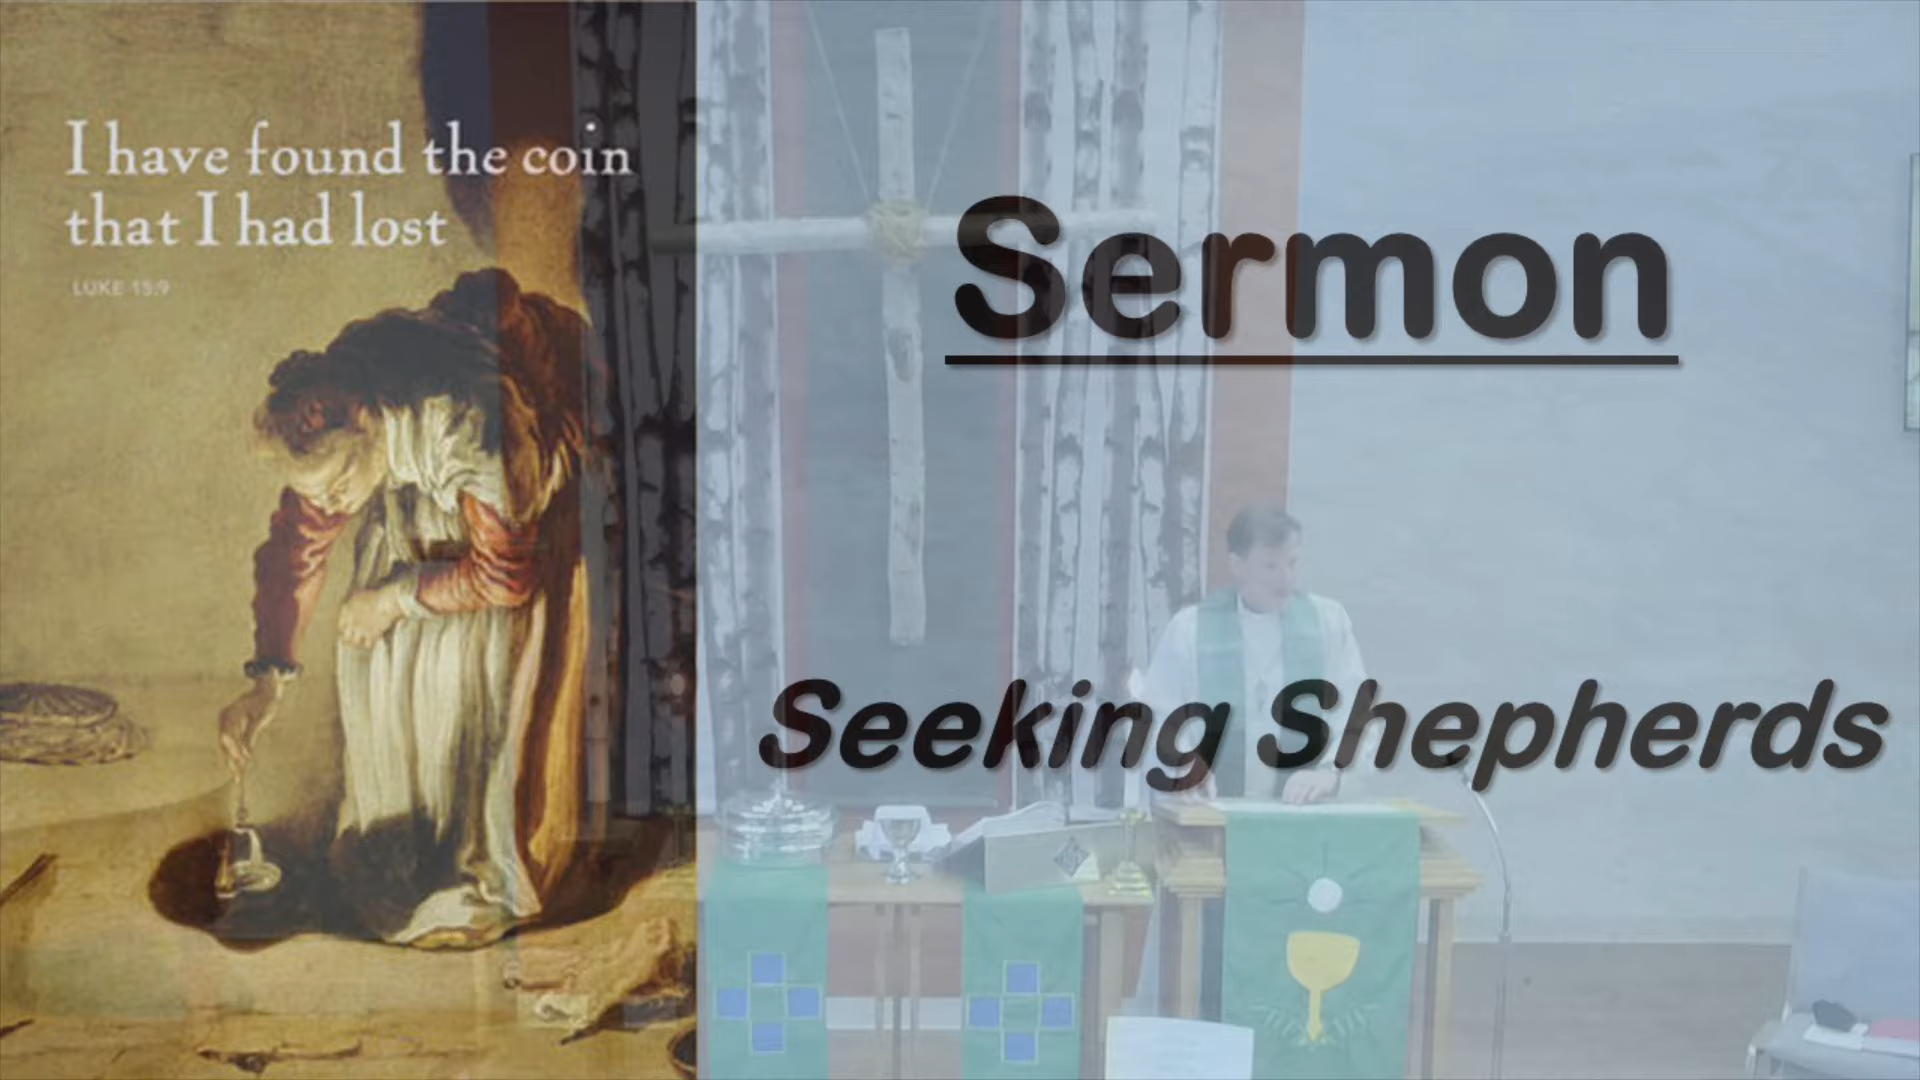 I have found the coin
that I had lost
LUKE 15:9
Sermon
Seeking Shepherds